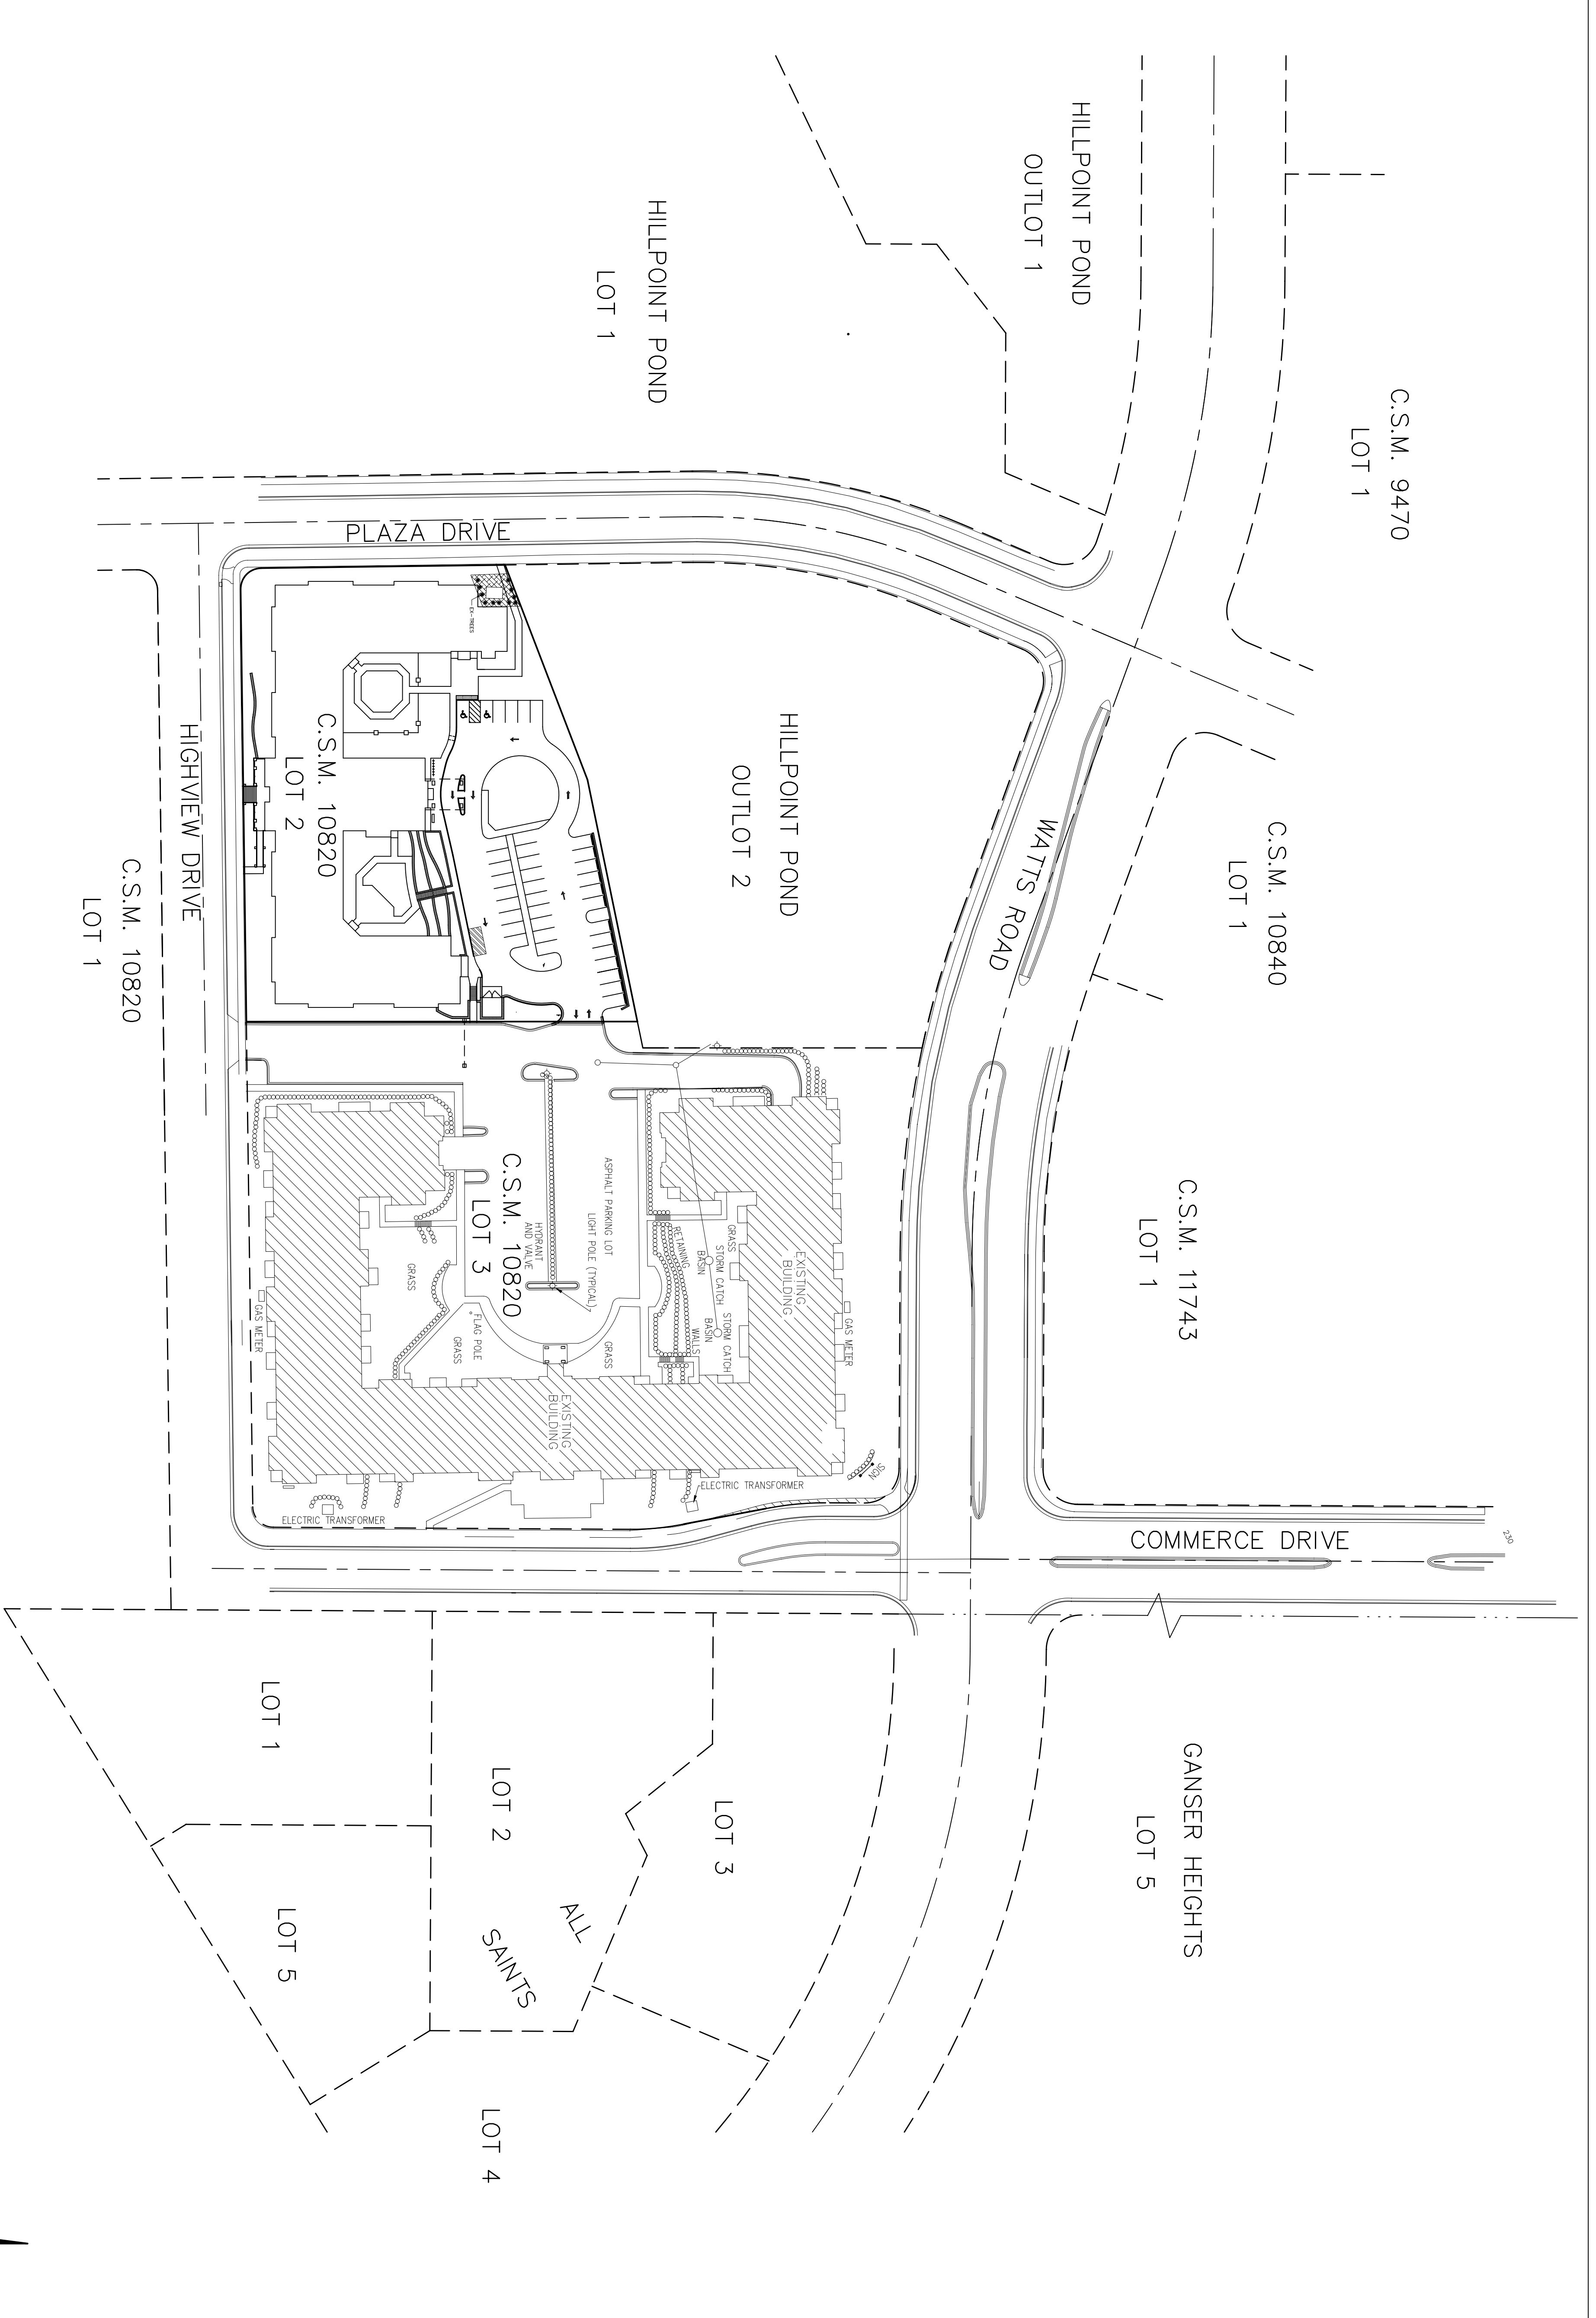 C.S.M. 9470
LOT 1
HILLPOINT POND
OUTLOT 1
HILLPOINT POND
LOT 1
PLAZA DRIVE
C.S.M. 10840
LOT 1
WATTS ROAD
HILLPOINT POND
OUTLOT 2
EX-TREES
C.S.M. 10820
LOT 2
HIGHVIEW DRIVE
C.S.M. 10820
LOT 1
C.S.M. 11743
LOT 1
C.S.M. 10820
LOT 3
ASPHALT PARKING LOT
LIGHT POLE (TYPICAL)
HYDRANT
AND VALVE
GRASS
STORM CATCH
BASIN
RETAINING
WALLS
STORM CATCH
BASIN
EXISTING
BUILDING
GAS METER
GRASS
GRASS
FLAG POLE
GRASS
GAS METER
EXISTING
BUILDING
SIGN
ELECTRIC TRANSFORMER
ELECTRIC TRANSFORMER
COMMERCE DRIVE
230
GANSER HEIGHTS
LOT 5
LOT 3
LOT 2
LOT 1
ALL
SAINTS
LOT 5
LOT 4